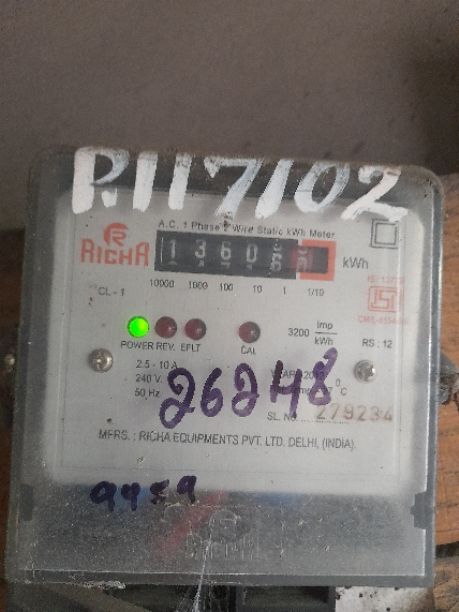 P.117102
A.C. 1 Phase 2 Wire Static kWh Meter
RICHA
1360
kWh
CL - 1
10000 1000 100 10 1 1/10
3200 imp/kWh
RS : 12
POWER REV. EFLT CAL
2.5 - 10 A
240 V.
50 Hz
26248
SL. NO. 279234
MFRS. : RICHA EQUIPMENTS PVT. LTD. DELHI, (INDIA).